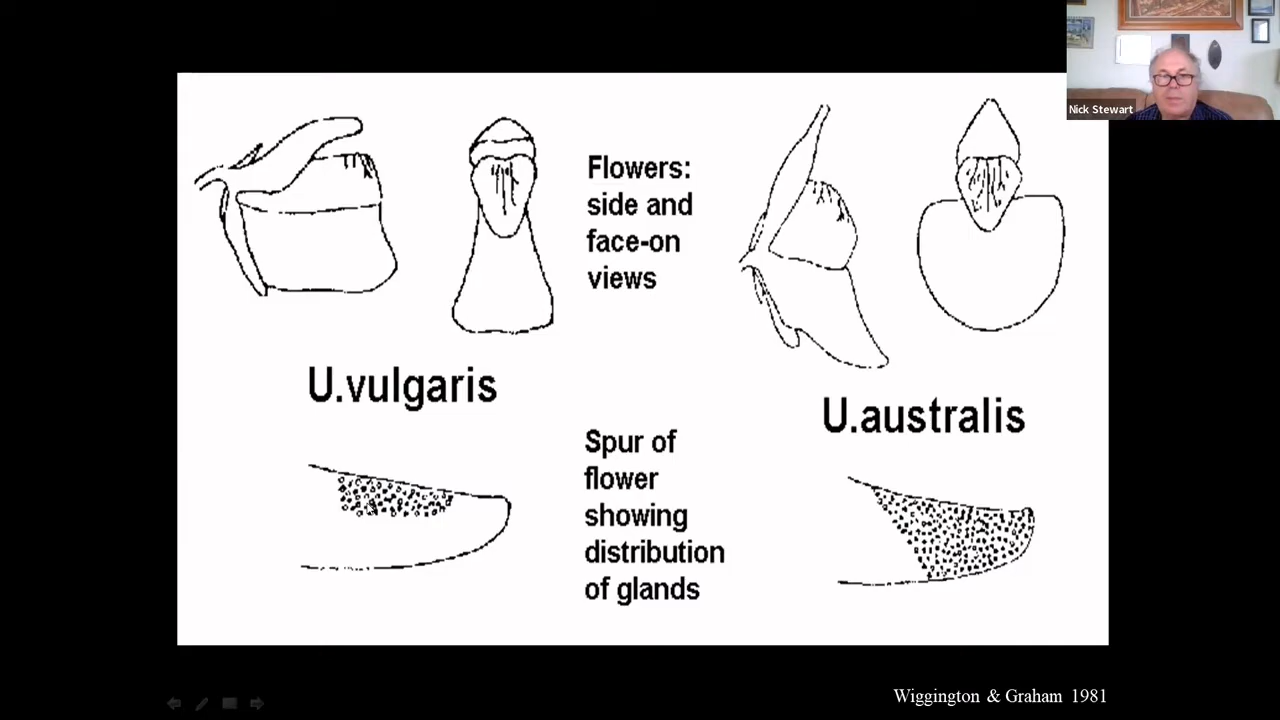 Nick Stewart
Flowers:
side and
face-on
views
U.vulgaris
U.australis
Spur of
flower
showing
distribution
of glands
Wiggington & Graham 1981